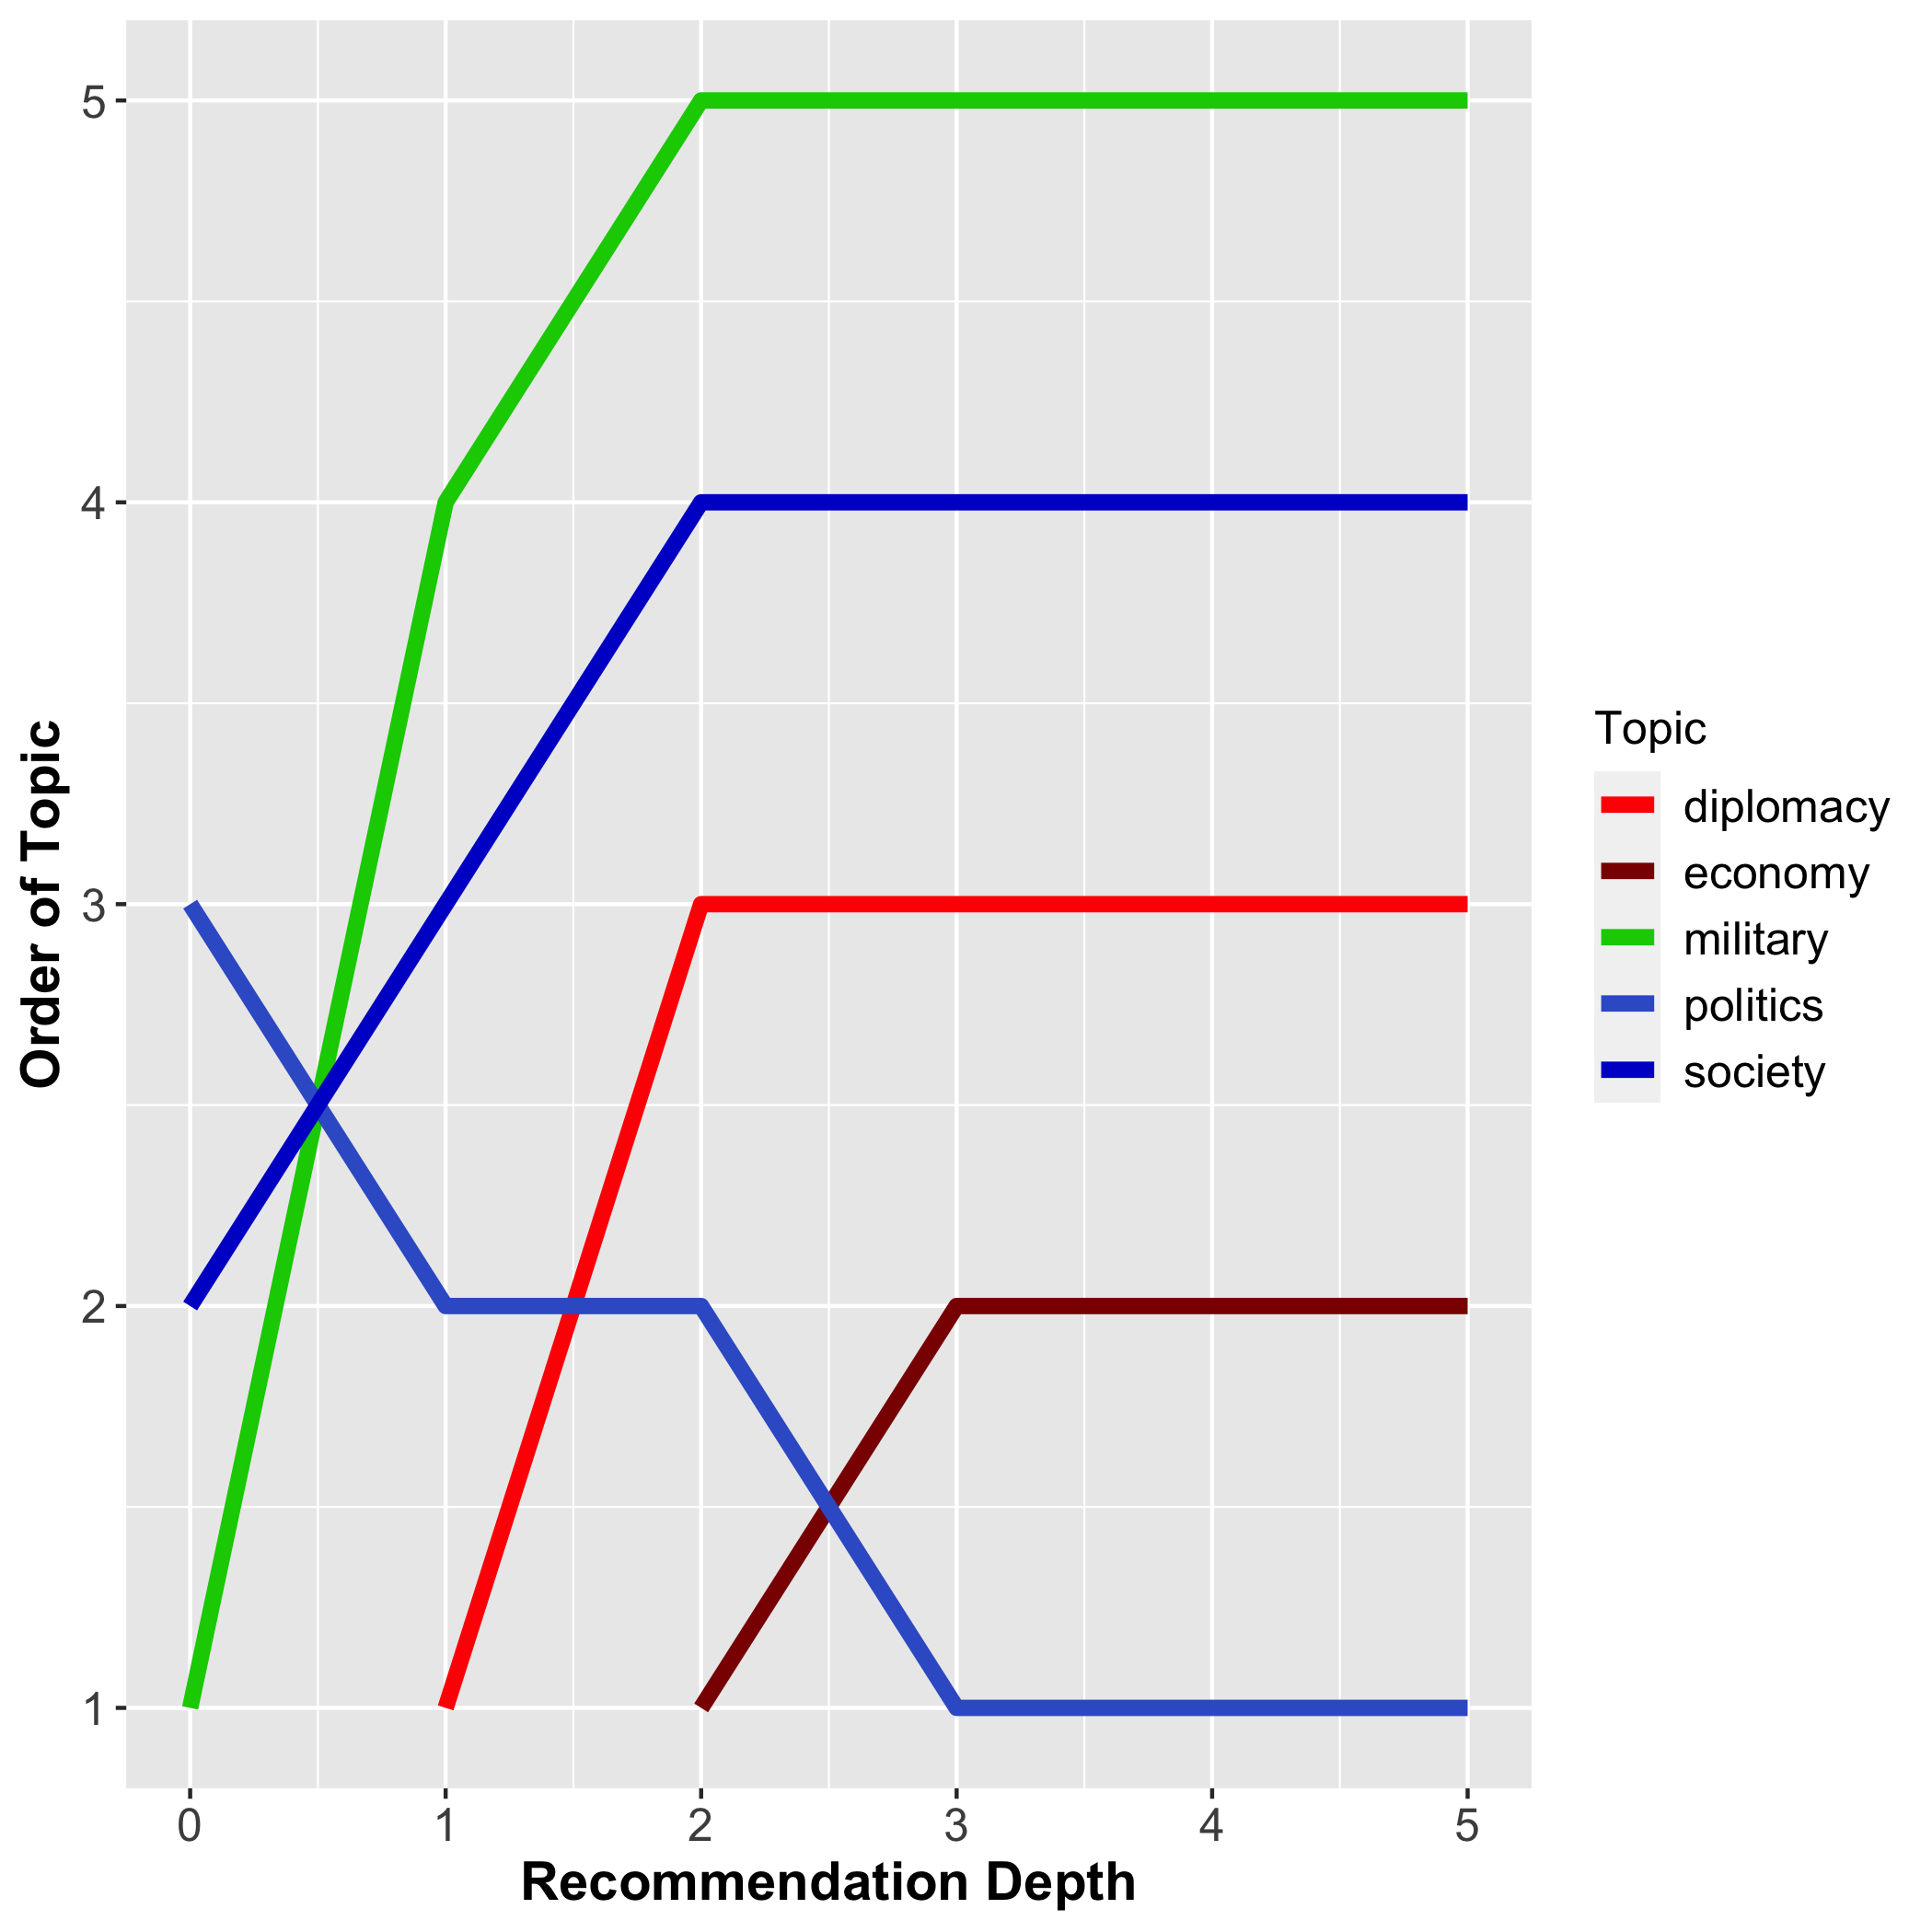 Order of Topic
5
4
3
2
1
0 1 2 3 4 5
Recommendation Depth
Topic
diplomacy
economy
military
politics
society